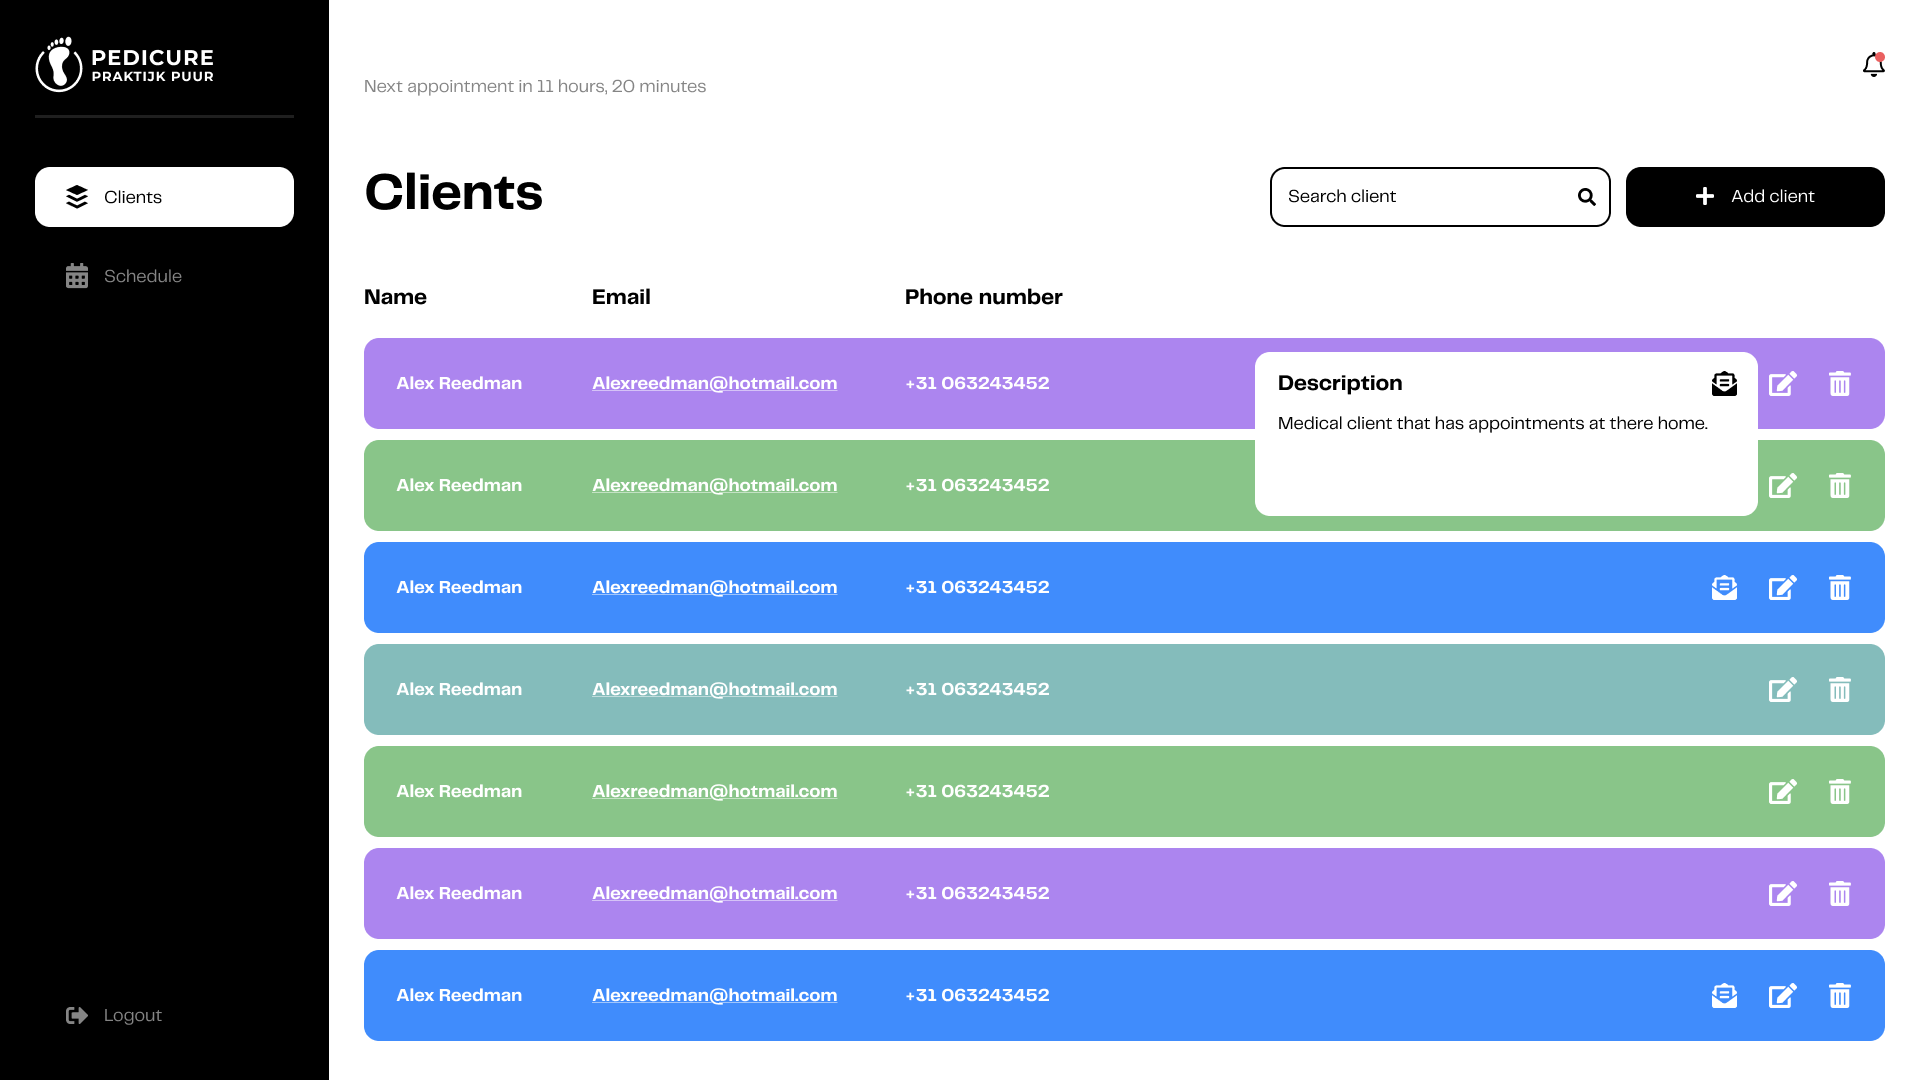 PEDICURE
PRAKTIJK PUUR
Clients
Schedule
Logout
Next appointment in 11 hours, 20 minutes
Clients
Search client
Add client
Name Email Phone number
Alex Reedman Alexreedman@hotmail.com +31 063243452
Description
Medical client that has appointments at there home.
Alex Reedman Alexreedman@hotmail.com +31 063243452
Alex Reedman Alexreedman@hotmail.com +31 063243452
Alex Reedman Alexreedman@hotmail.com +31 063243452
Alex Reedman Alexreedman@hotmail.com +31 063243452
Alex Reedman Alexreedman@hotmail.com +31 063243452
Alex Reedman Alexreedman@hotmail.com +31 063243452